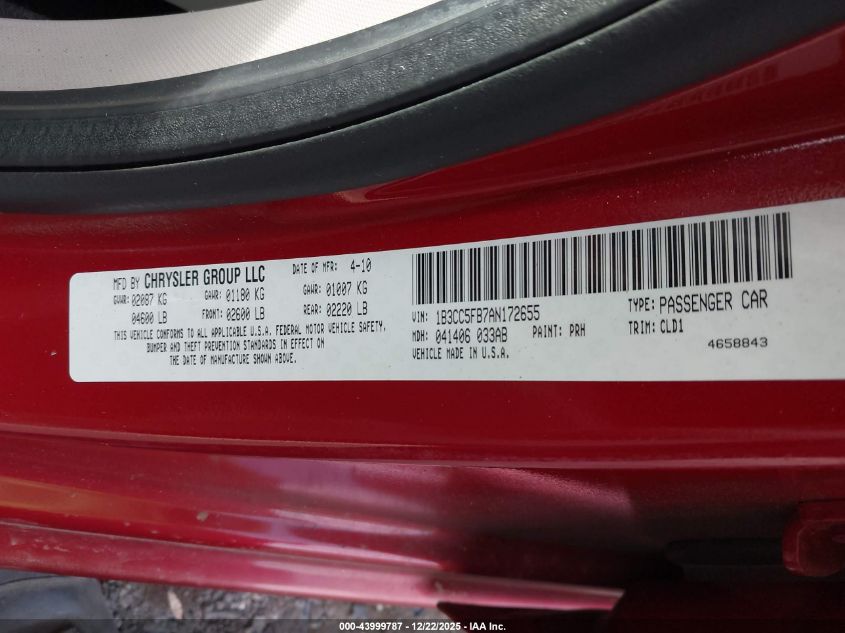 MFD BY CHRYSLER GROUP LLC DATE OF MFR: 4-10
GVWR: 02087 KG GAWR: 01180 KG GAWR: 01007 KG
04600 LB FRONT: 02600 LB REAR: 02220 LB
THIS VEHICLE CONFORMS TO ALL APPLICABLE U.S.A. FEDERAL MOTOR VEHICLE SAFETY,
BUMPER AND THEFT PREVENTION STANDARDS IN EFFECT ON
THE DATE OF MANUFACTURE SHOWN ABOVE.
VIN: 1B3CC5FB7AN172655 TYPE: PASSENGER CAR
MDH: 041406 033AB PAINT: PRH TRIM: CLD1
VEHICLE MADE IN U.S.A. 4658843
000-43999787 - 12/22/2025 - IAA Inc.